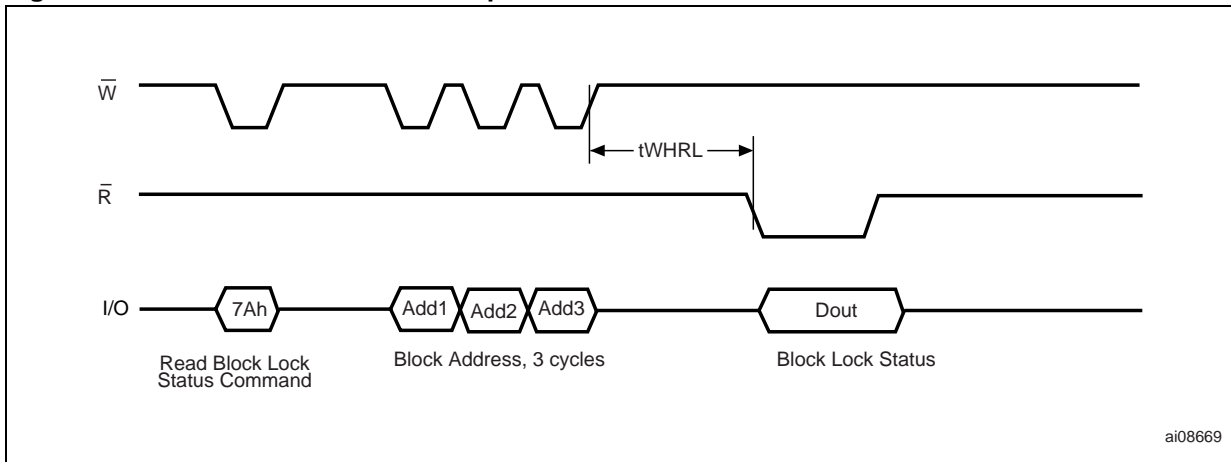 W
tWHRL
R
I/O
7Ah
Add1
Add2
Add3
Dout
Read Block Lock
Status Command
Block Address, 3 cycles
Block Lock Status
ai08669